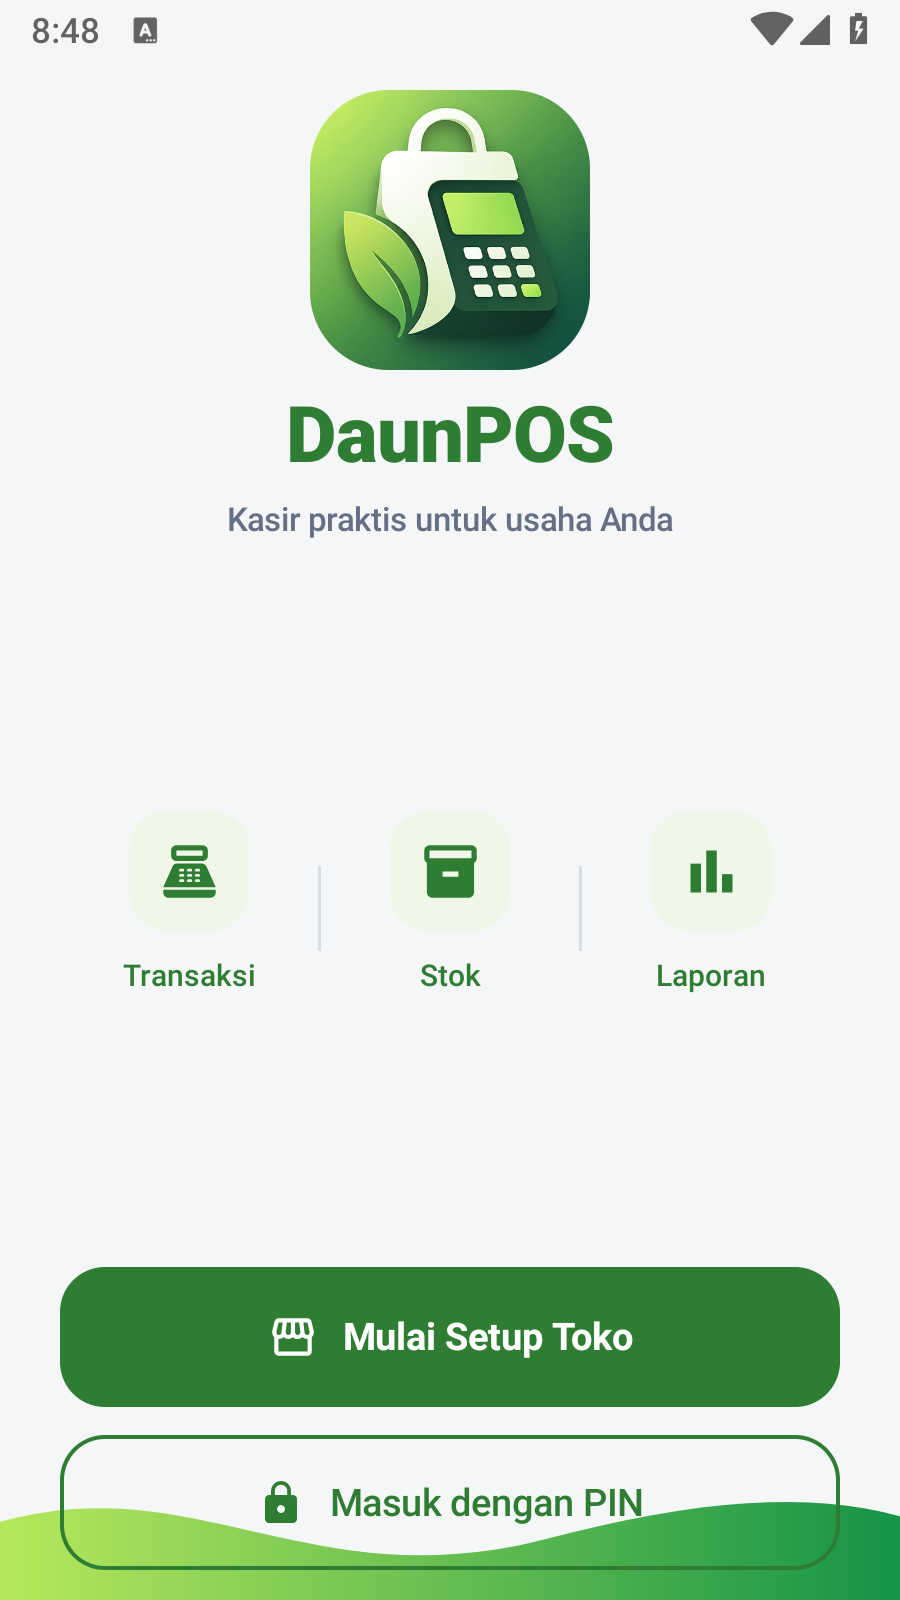 8:48
A
DaunPOS
Kasir praktis untuk usaha Anda
Transaksi
Stok
Laporan
Mulai Setup Toko
Masuk dengan PIN